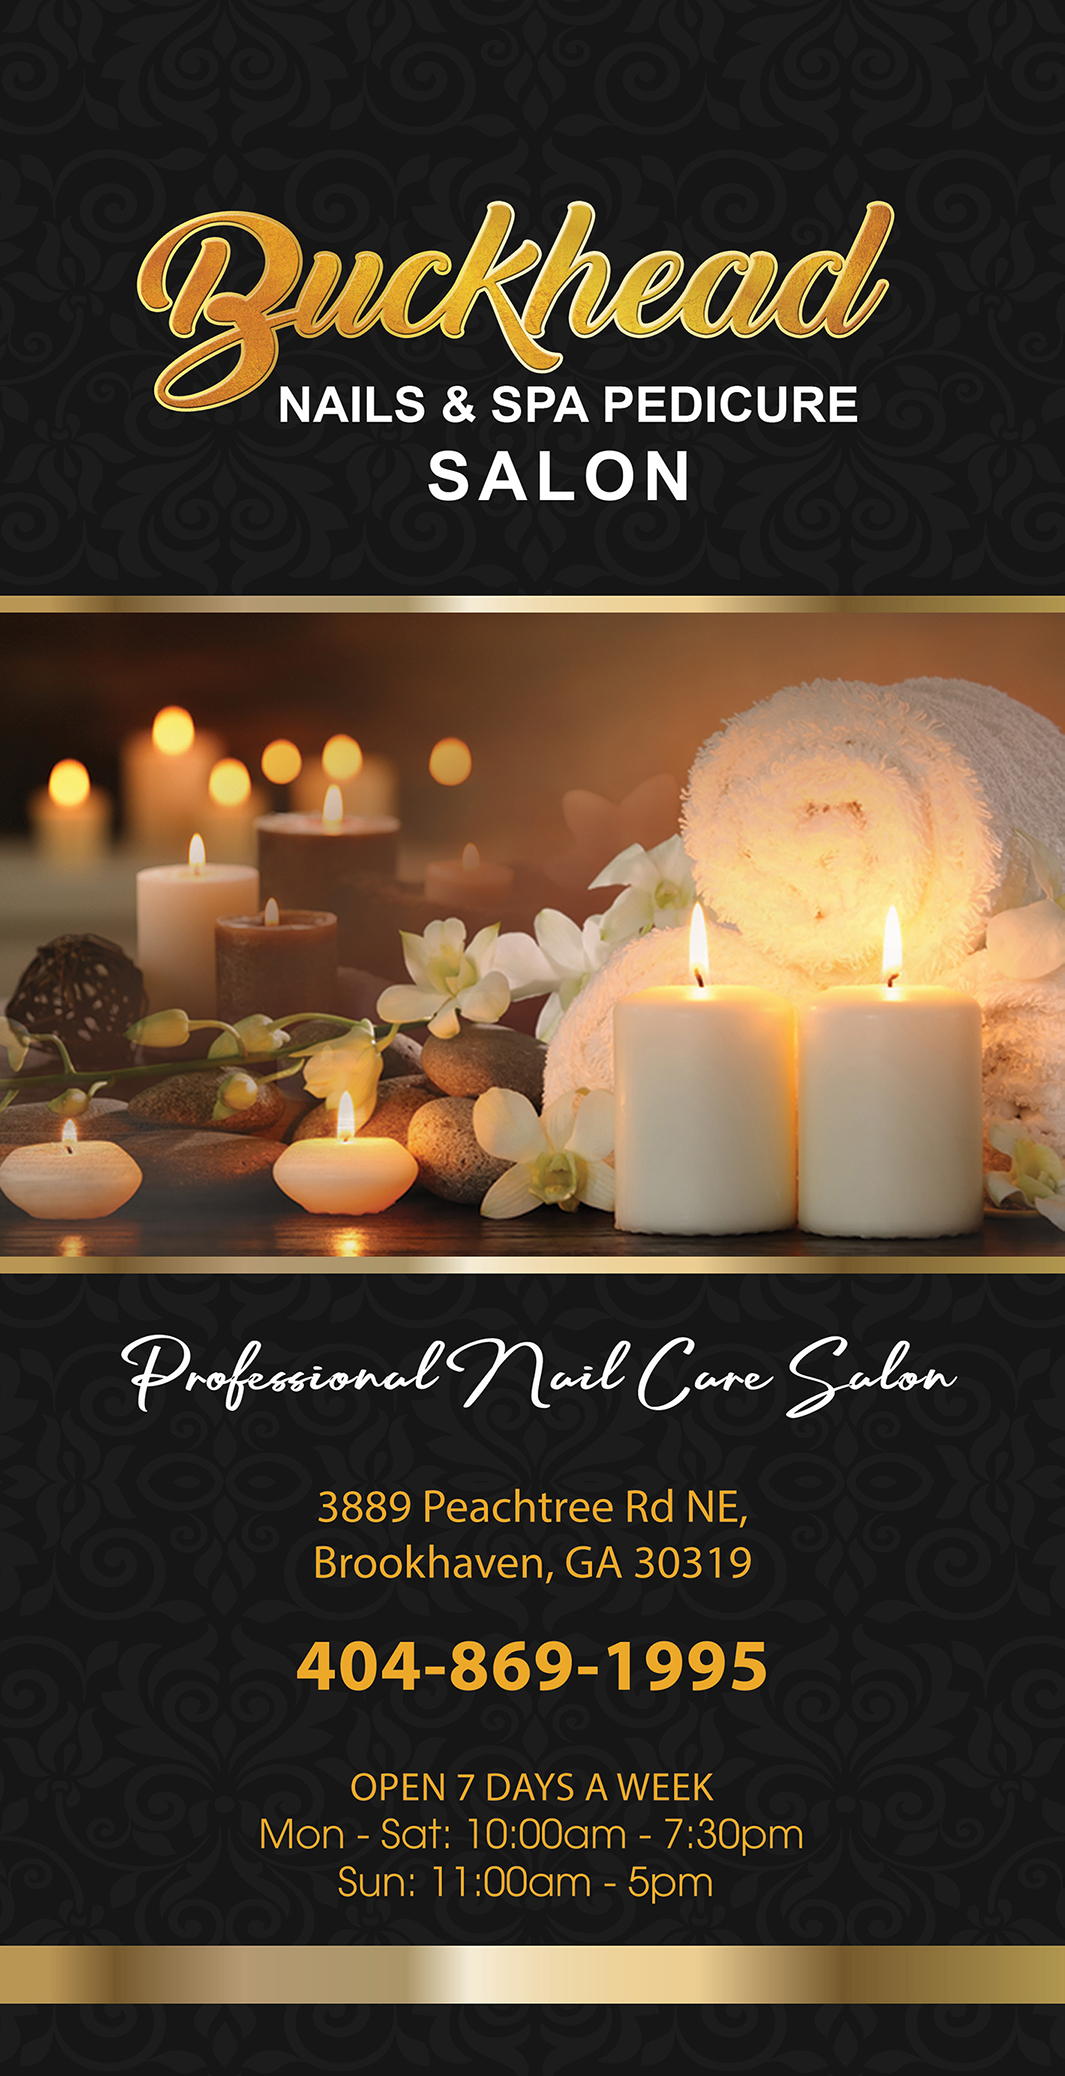 Buckhead
NAILS & SPA PEDICURE
SALON
Professional Nail Care Salon
3889 Peachtree Rd NE,
Brookhaven, GA 30319
404-869-1995
OPEN 7 DAYS A WEEK
Mon - Sat: 10:00am - 7:30pm
Sun: 11:00am - 5pm